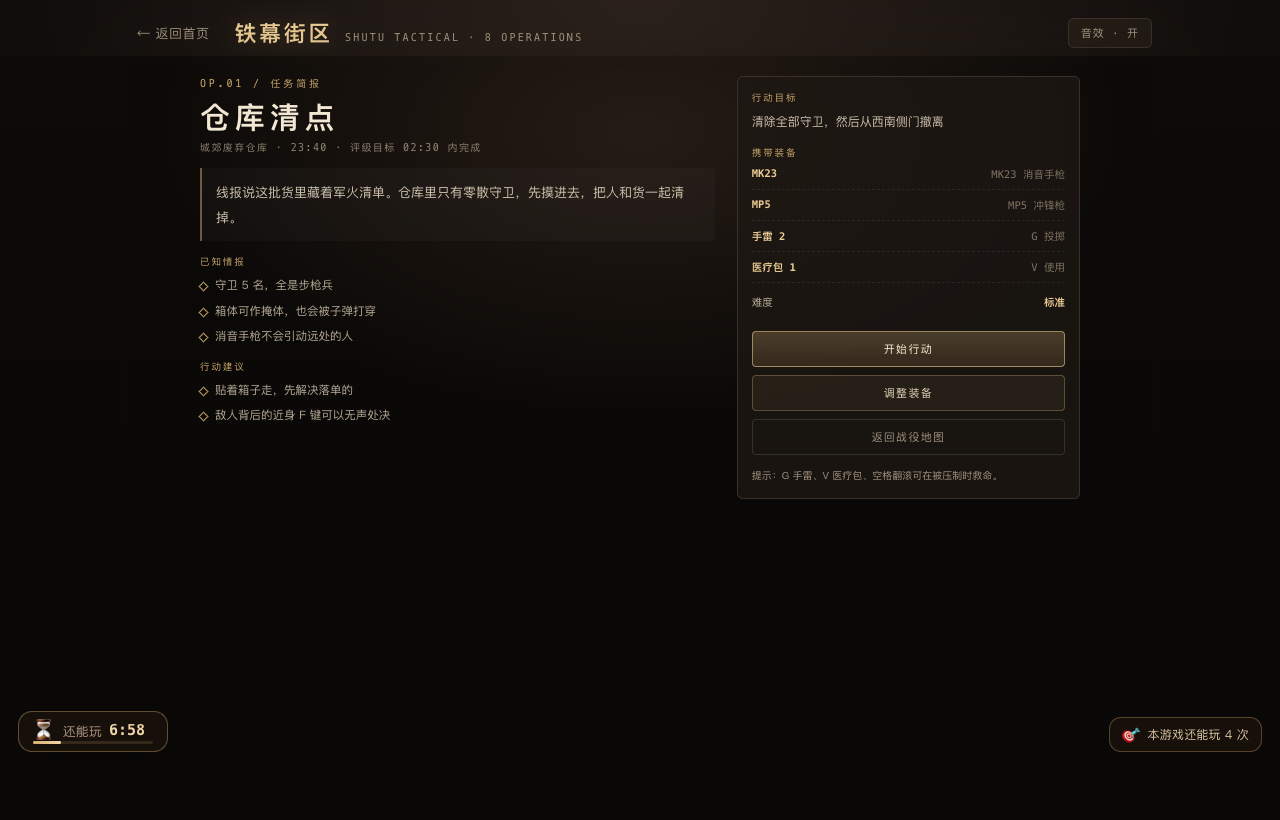 ← 返回首页
铁幕街区
SHUTU TACTICAL · 8 OPERATIONS
音效 · 开
OP.01 / 任务简报
仓库清点
城郊废弃仓库 · 23:40 · 评级目标 02:30 内完成
线报说这批货里藏着军火清单。仓库里只有零散守卫，先摸进去，把人和货一起清
掉。
已知情报
守卫 5 名，全是步枪兵
箱体可作掩体，也会被子弹打穿
消音手枪不会引动远处的人
行动建议
贴着箱子走，先解决落单的
敌人背后的近身 F 键可以无声处决
行动目标
清除全部守卫，然后从西南侧门撤离
携带装备
MK23 MK23 消音手枪
MP5 MP5 冲锋枪
手雷 2 G 投掷
医疗包 1 V 使用
难度 标准
开始行动
调整装备
返回战役地图
提示：G 手雷、V 医疗包、空格翻滚可在被压制时救命。
还能玩 6:58
本游戏还能玩 4 次